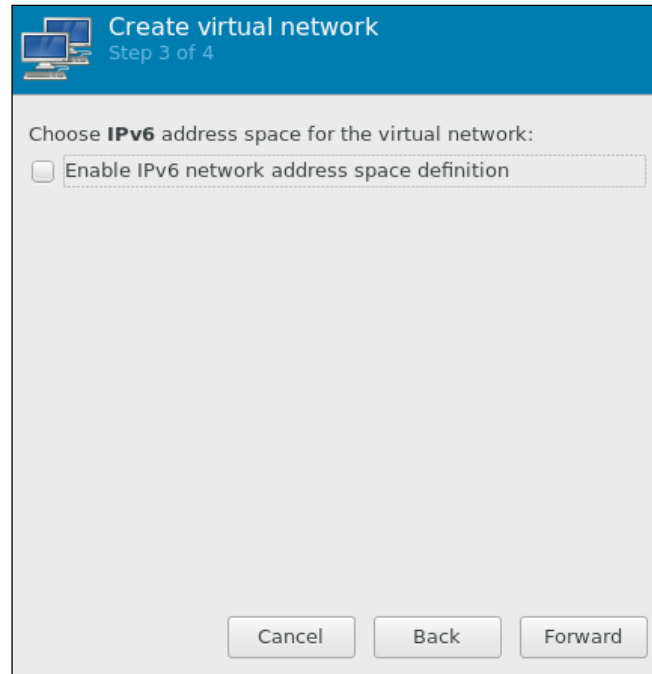 Create virtual network
Step 3 of 4
Choose IPv6 address space for the virtual network:
Enable IPv6 network address space definition
Cancel Back Forward